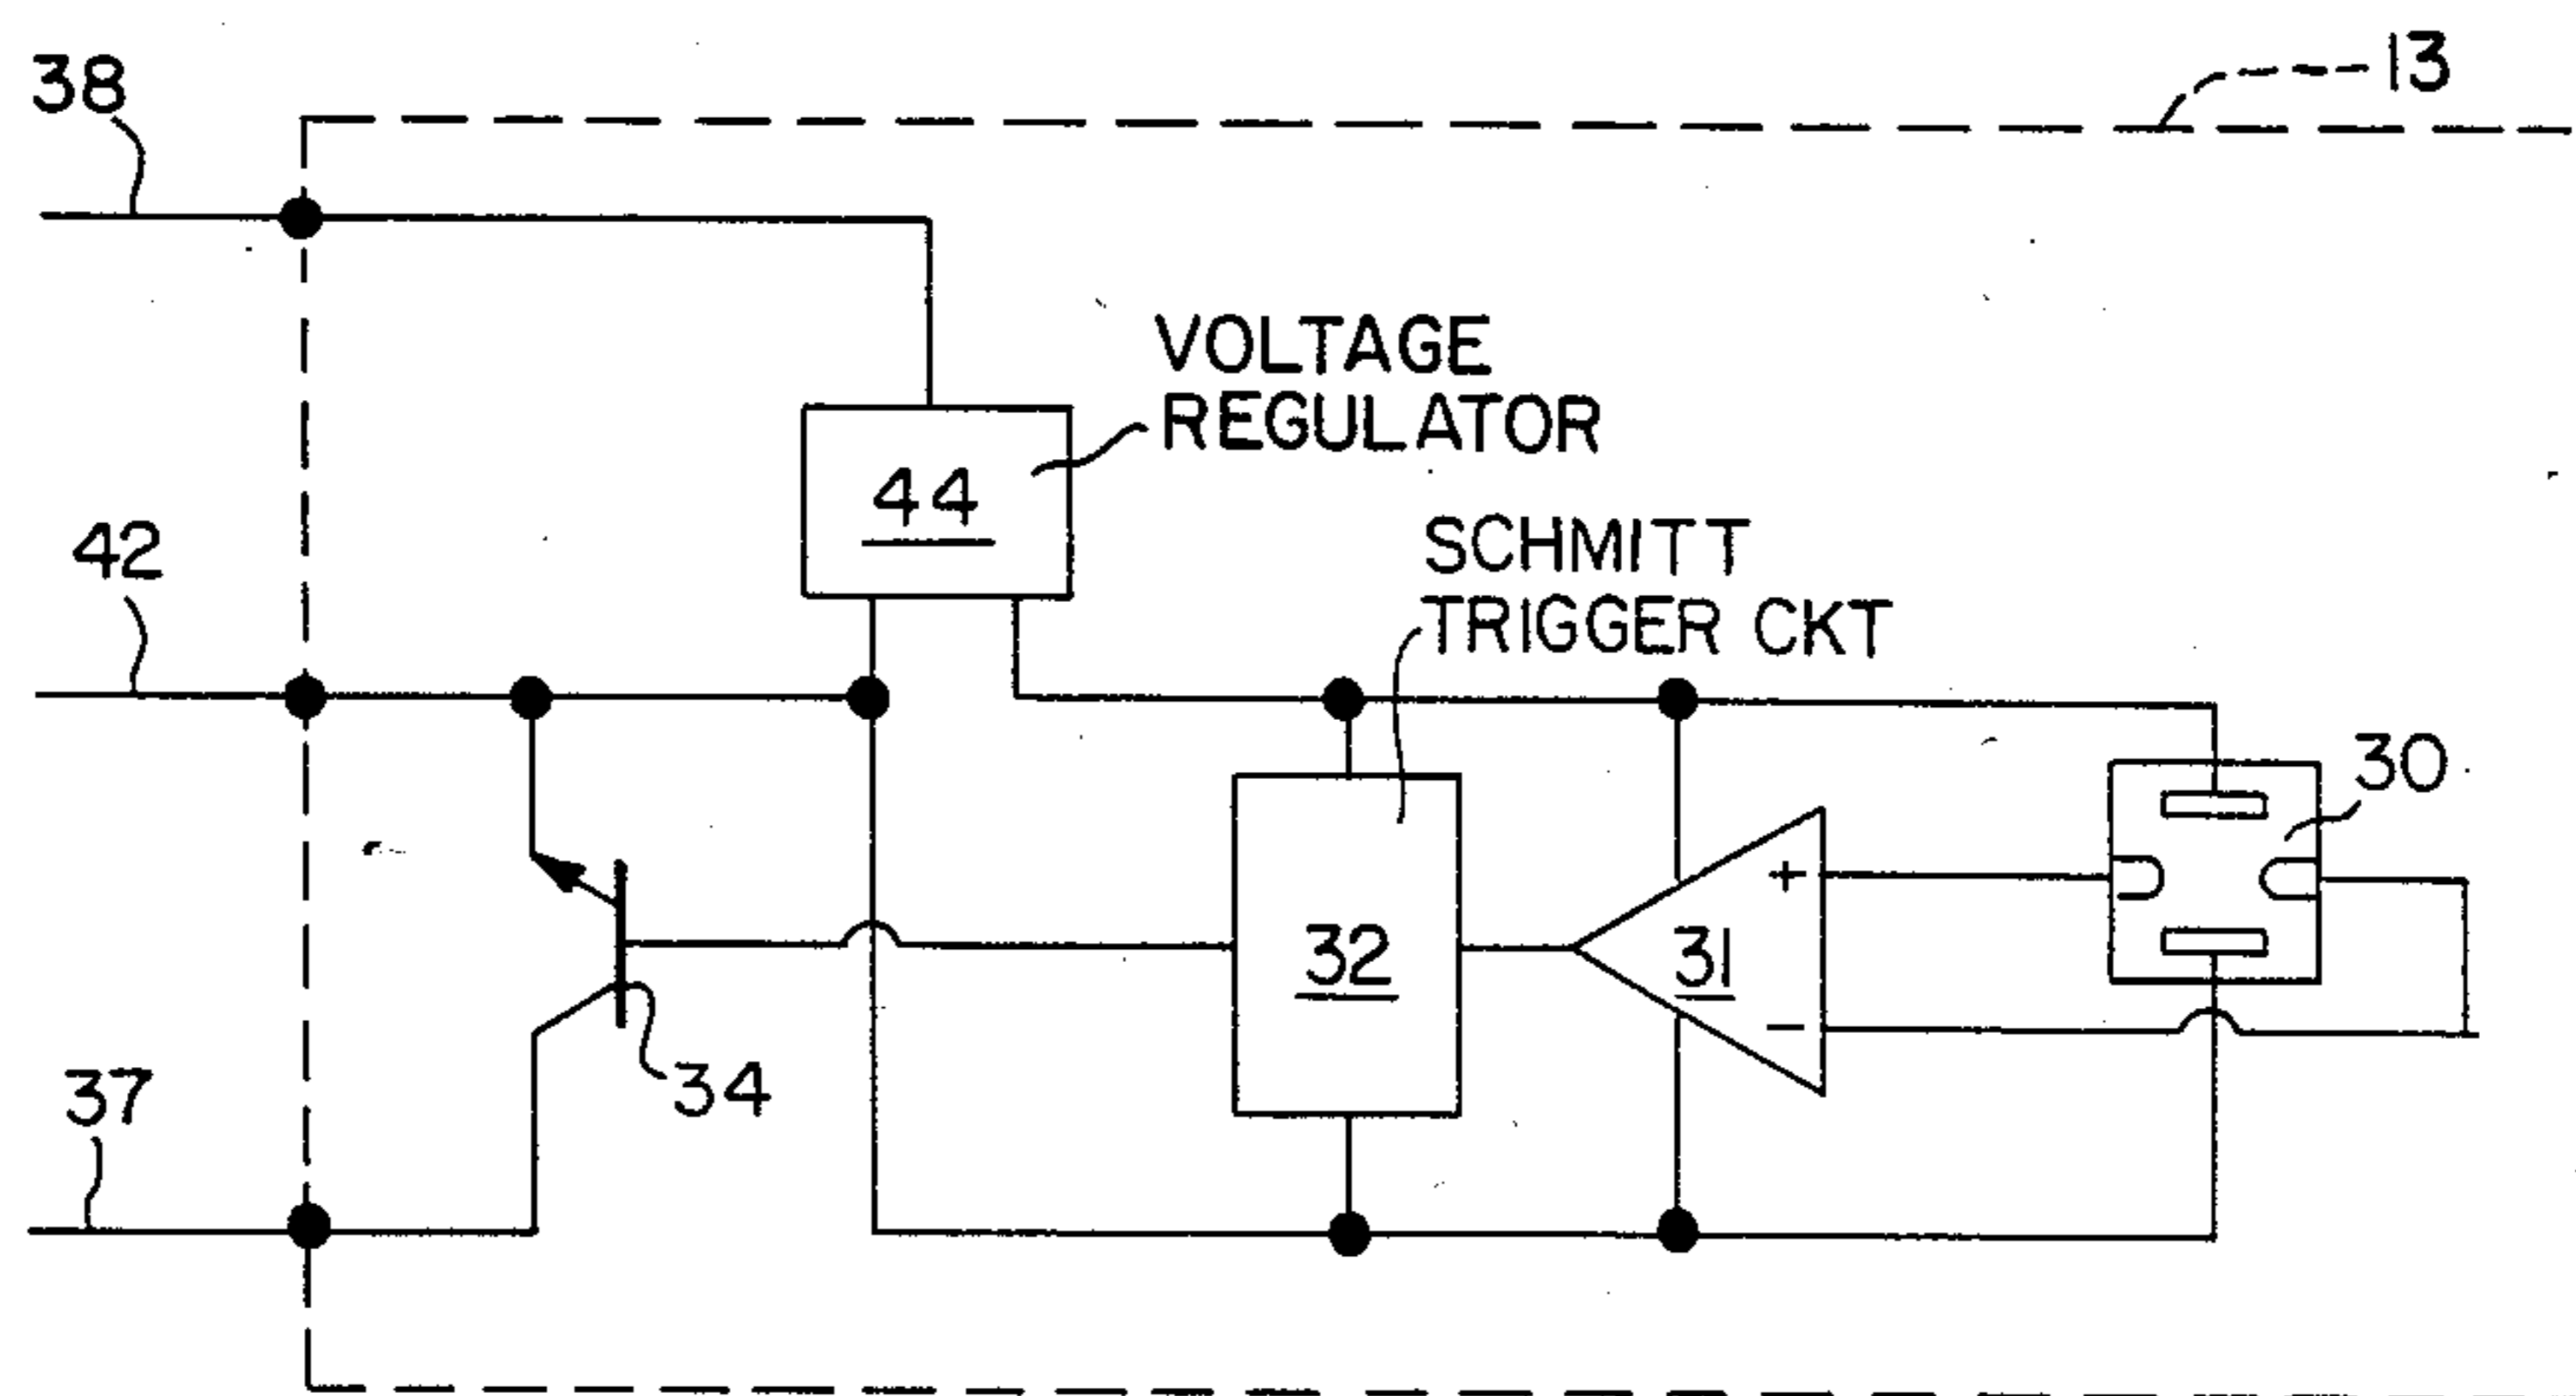 38
13
VOLTAGE
REGULATOR
44
42
SCHMITT
TRIGGER CKT
30
+
32
31
−
34
37